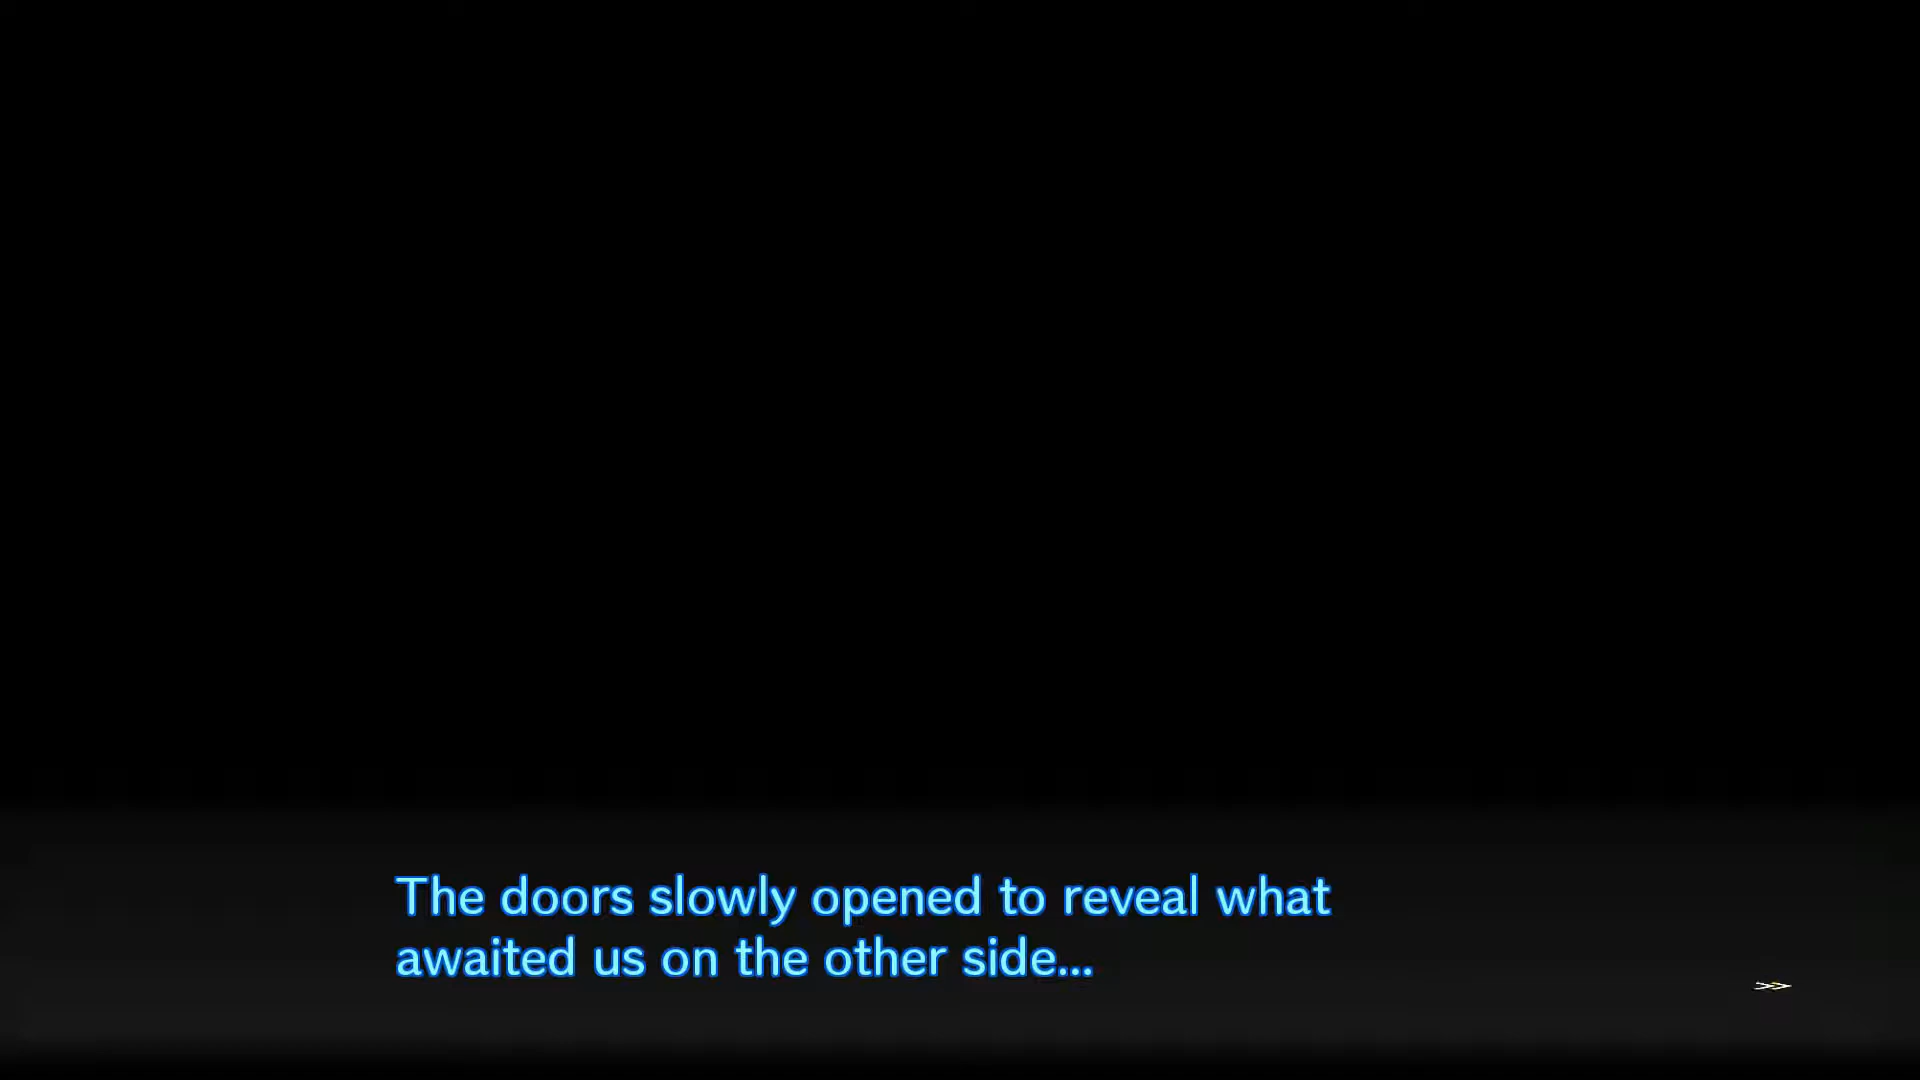 The doors slowly opened to reveal what
awaited us on the other side...